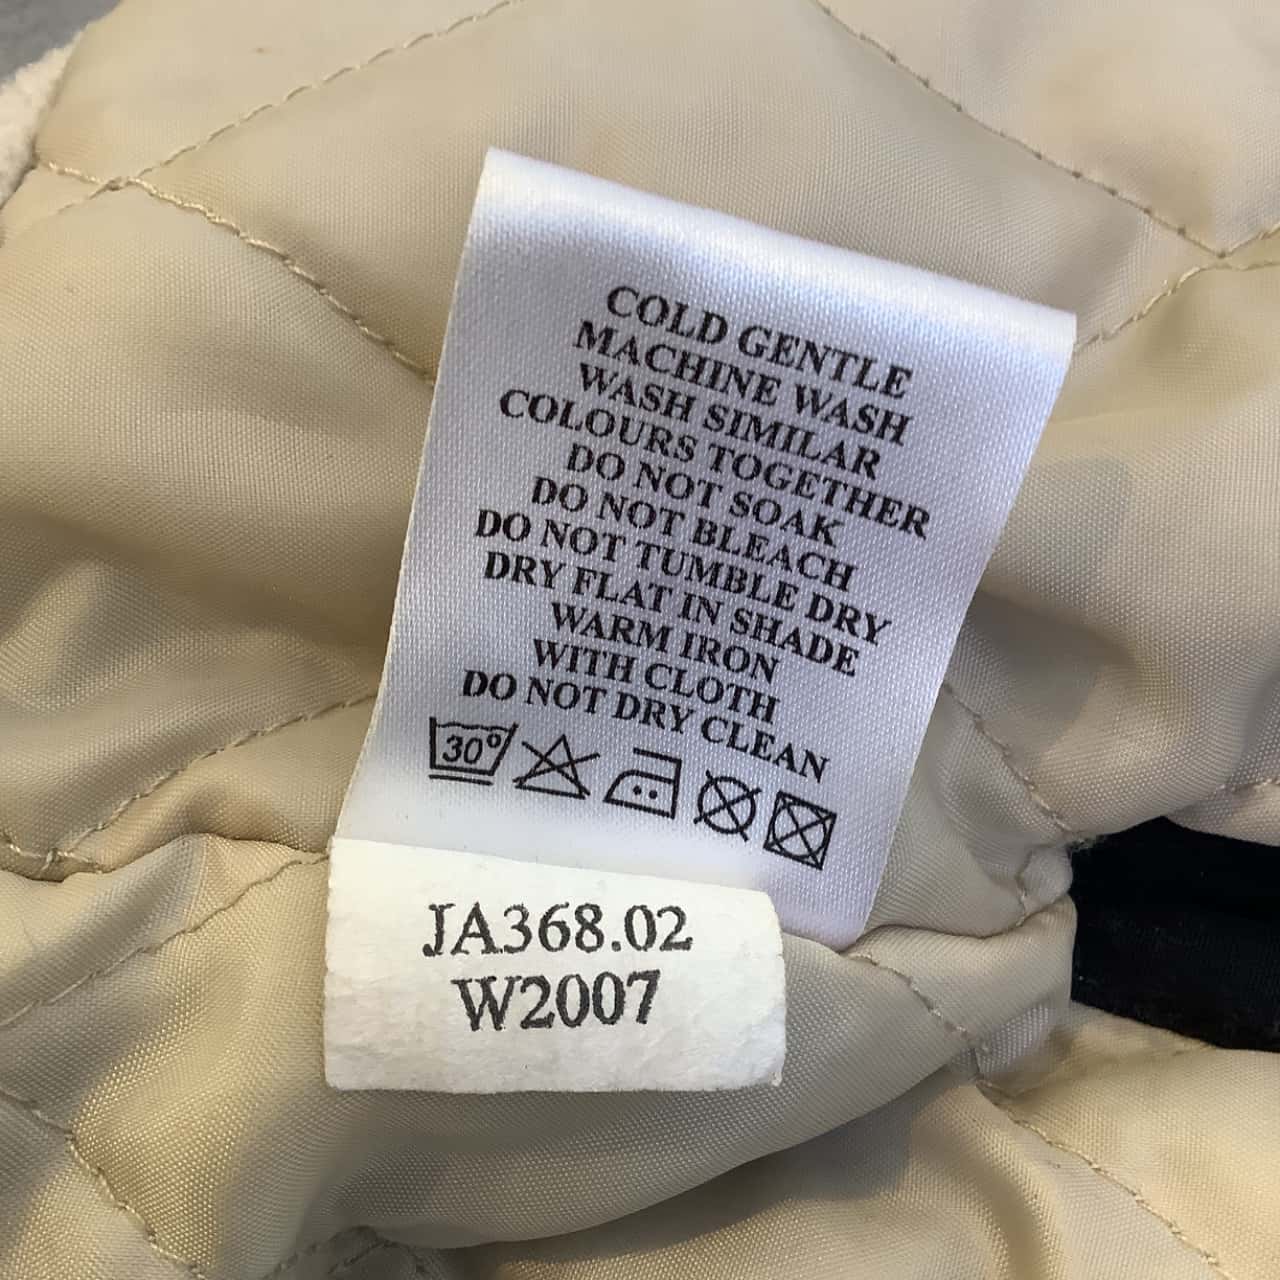 COLD GENTLE
MACHINE WASH
WASH SIMILAR
COLOURS TOGETHER
DO NOT SOAK
DO NOT BLEACH
DO NOT TUMBLE DRY
DRY FLAT IN SHADE
WARM IRON
WITH CLOTH
DO NOT DRY CLEAN
30°
JA368.02
W2007